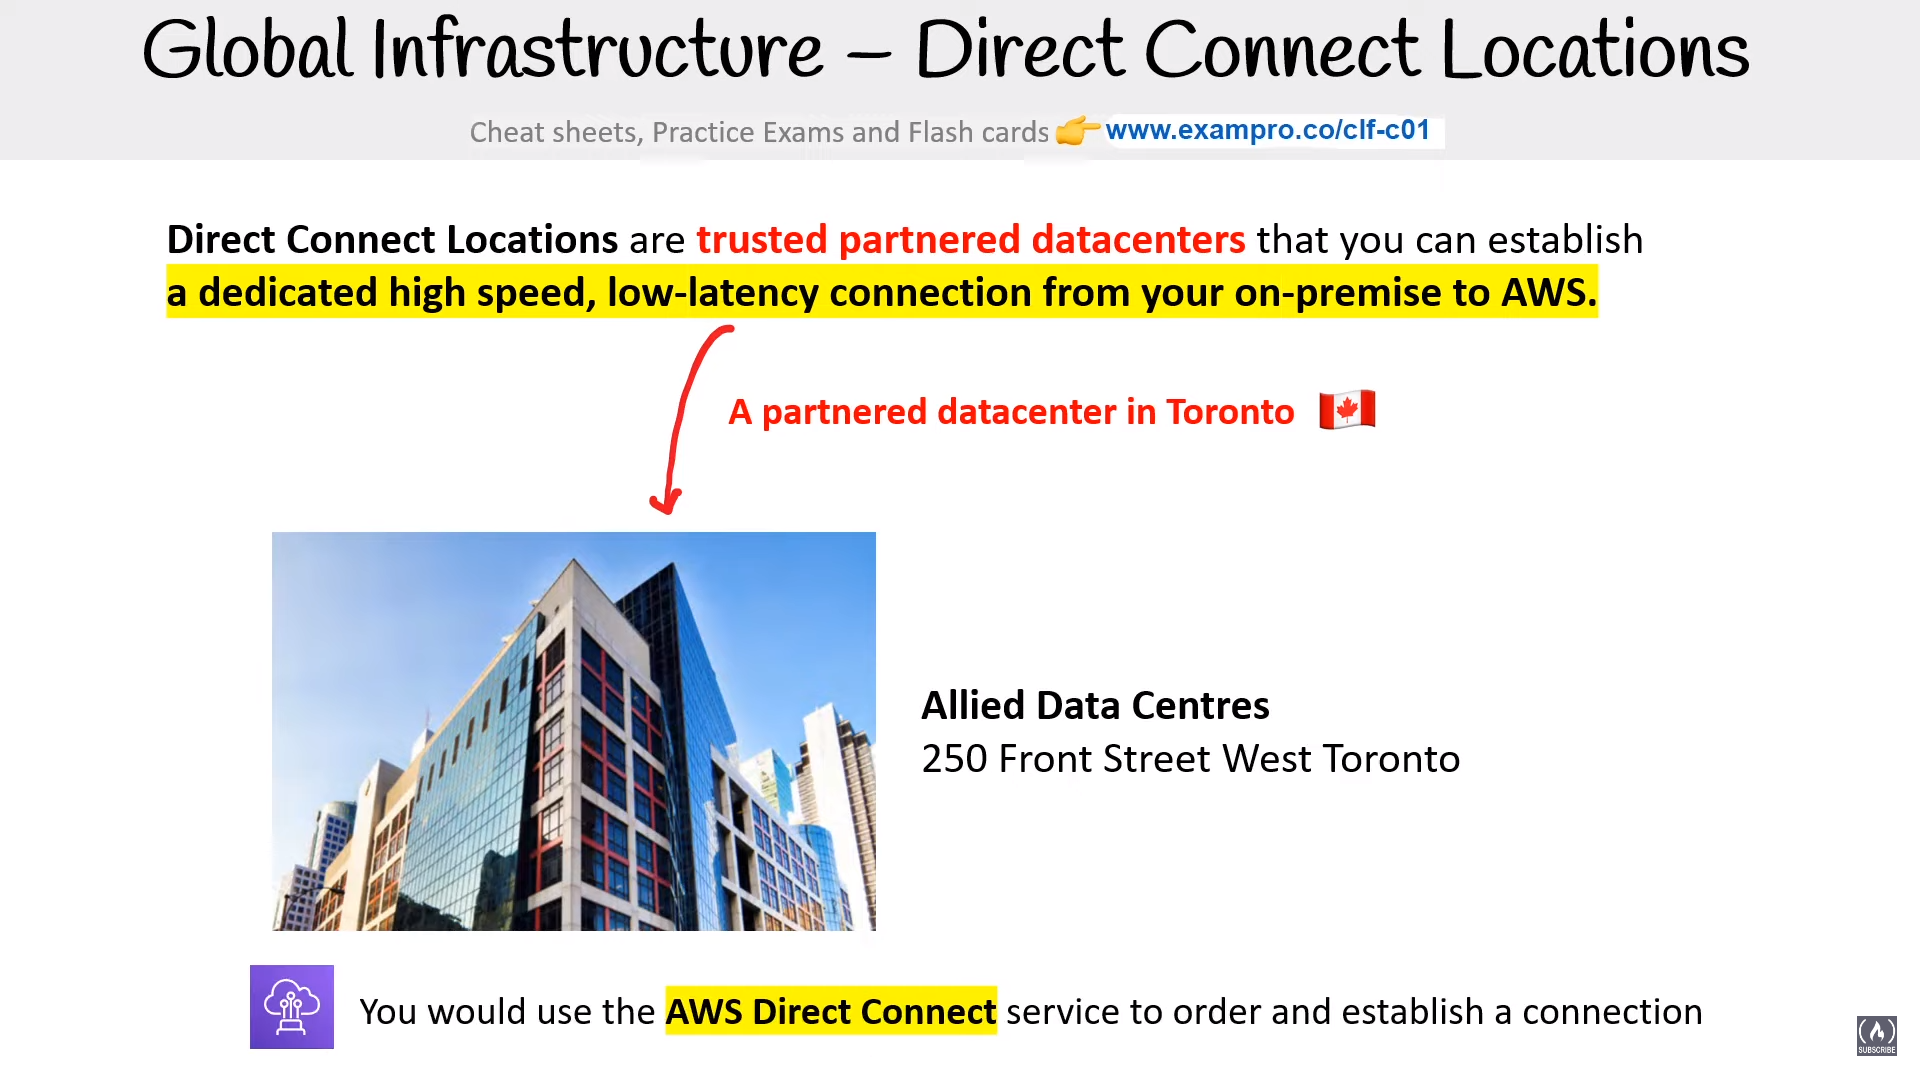 Global Infrastructure – Direct Connect Locations
Cheat sheets, Practice Exams and Flash cards 👉 www.exampro.co/clf-c01
Direct Connect Locations are trusted partnered datacenters that you can establish
a dedicated high speed, low-latency connection from your on-premise to AWS.
A partnered datacenter in Toronto 🇨🇦
Allied Data Centres
250 Front Street West Toronto
You would use the AWS Direct Connect service to order and establish a connection
SUBSCRIBE